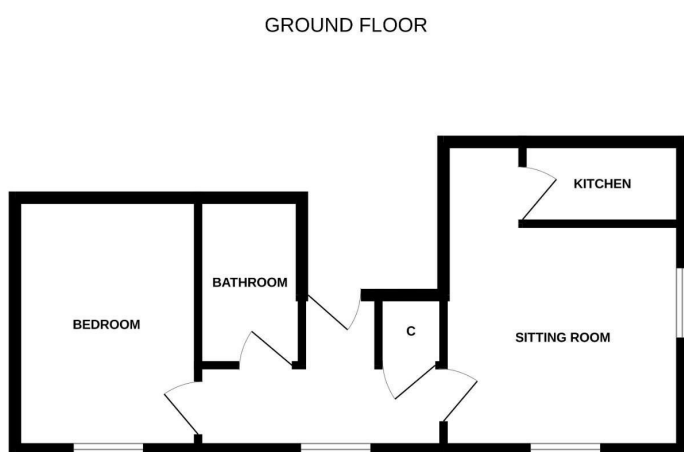 GROUND FLOOR
KITCHEN
BATHROOM
BEDROOM
C
SITTING ROOM